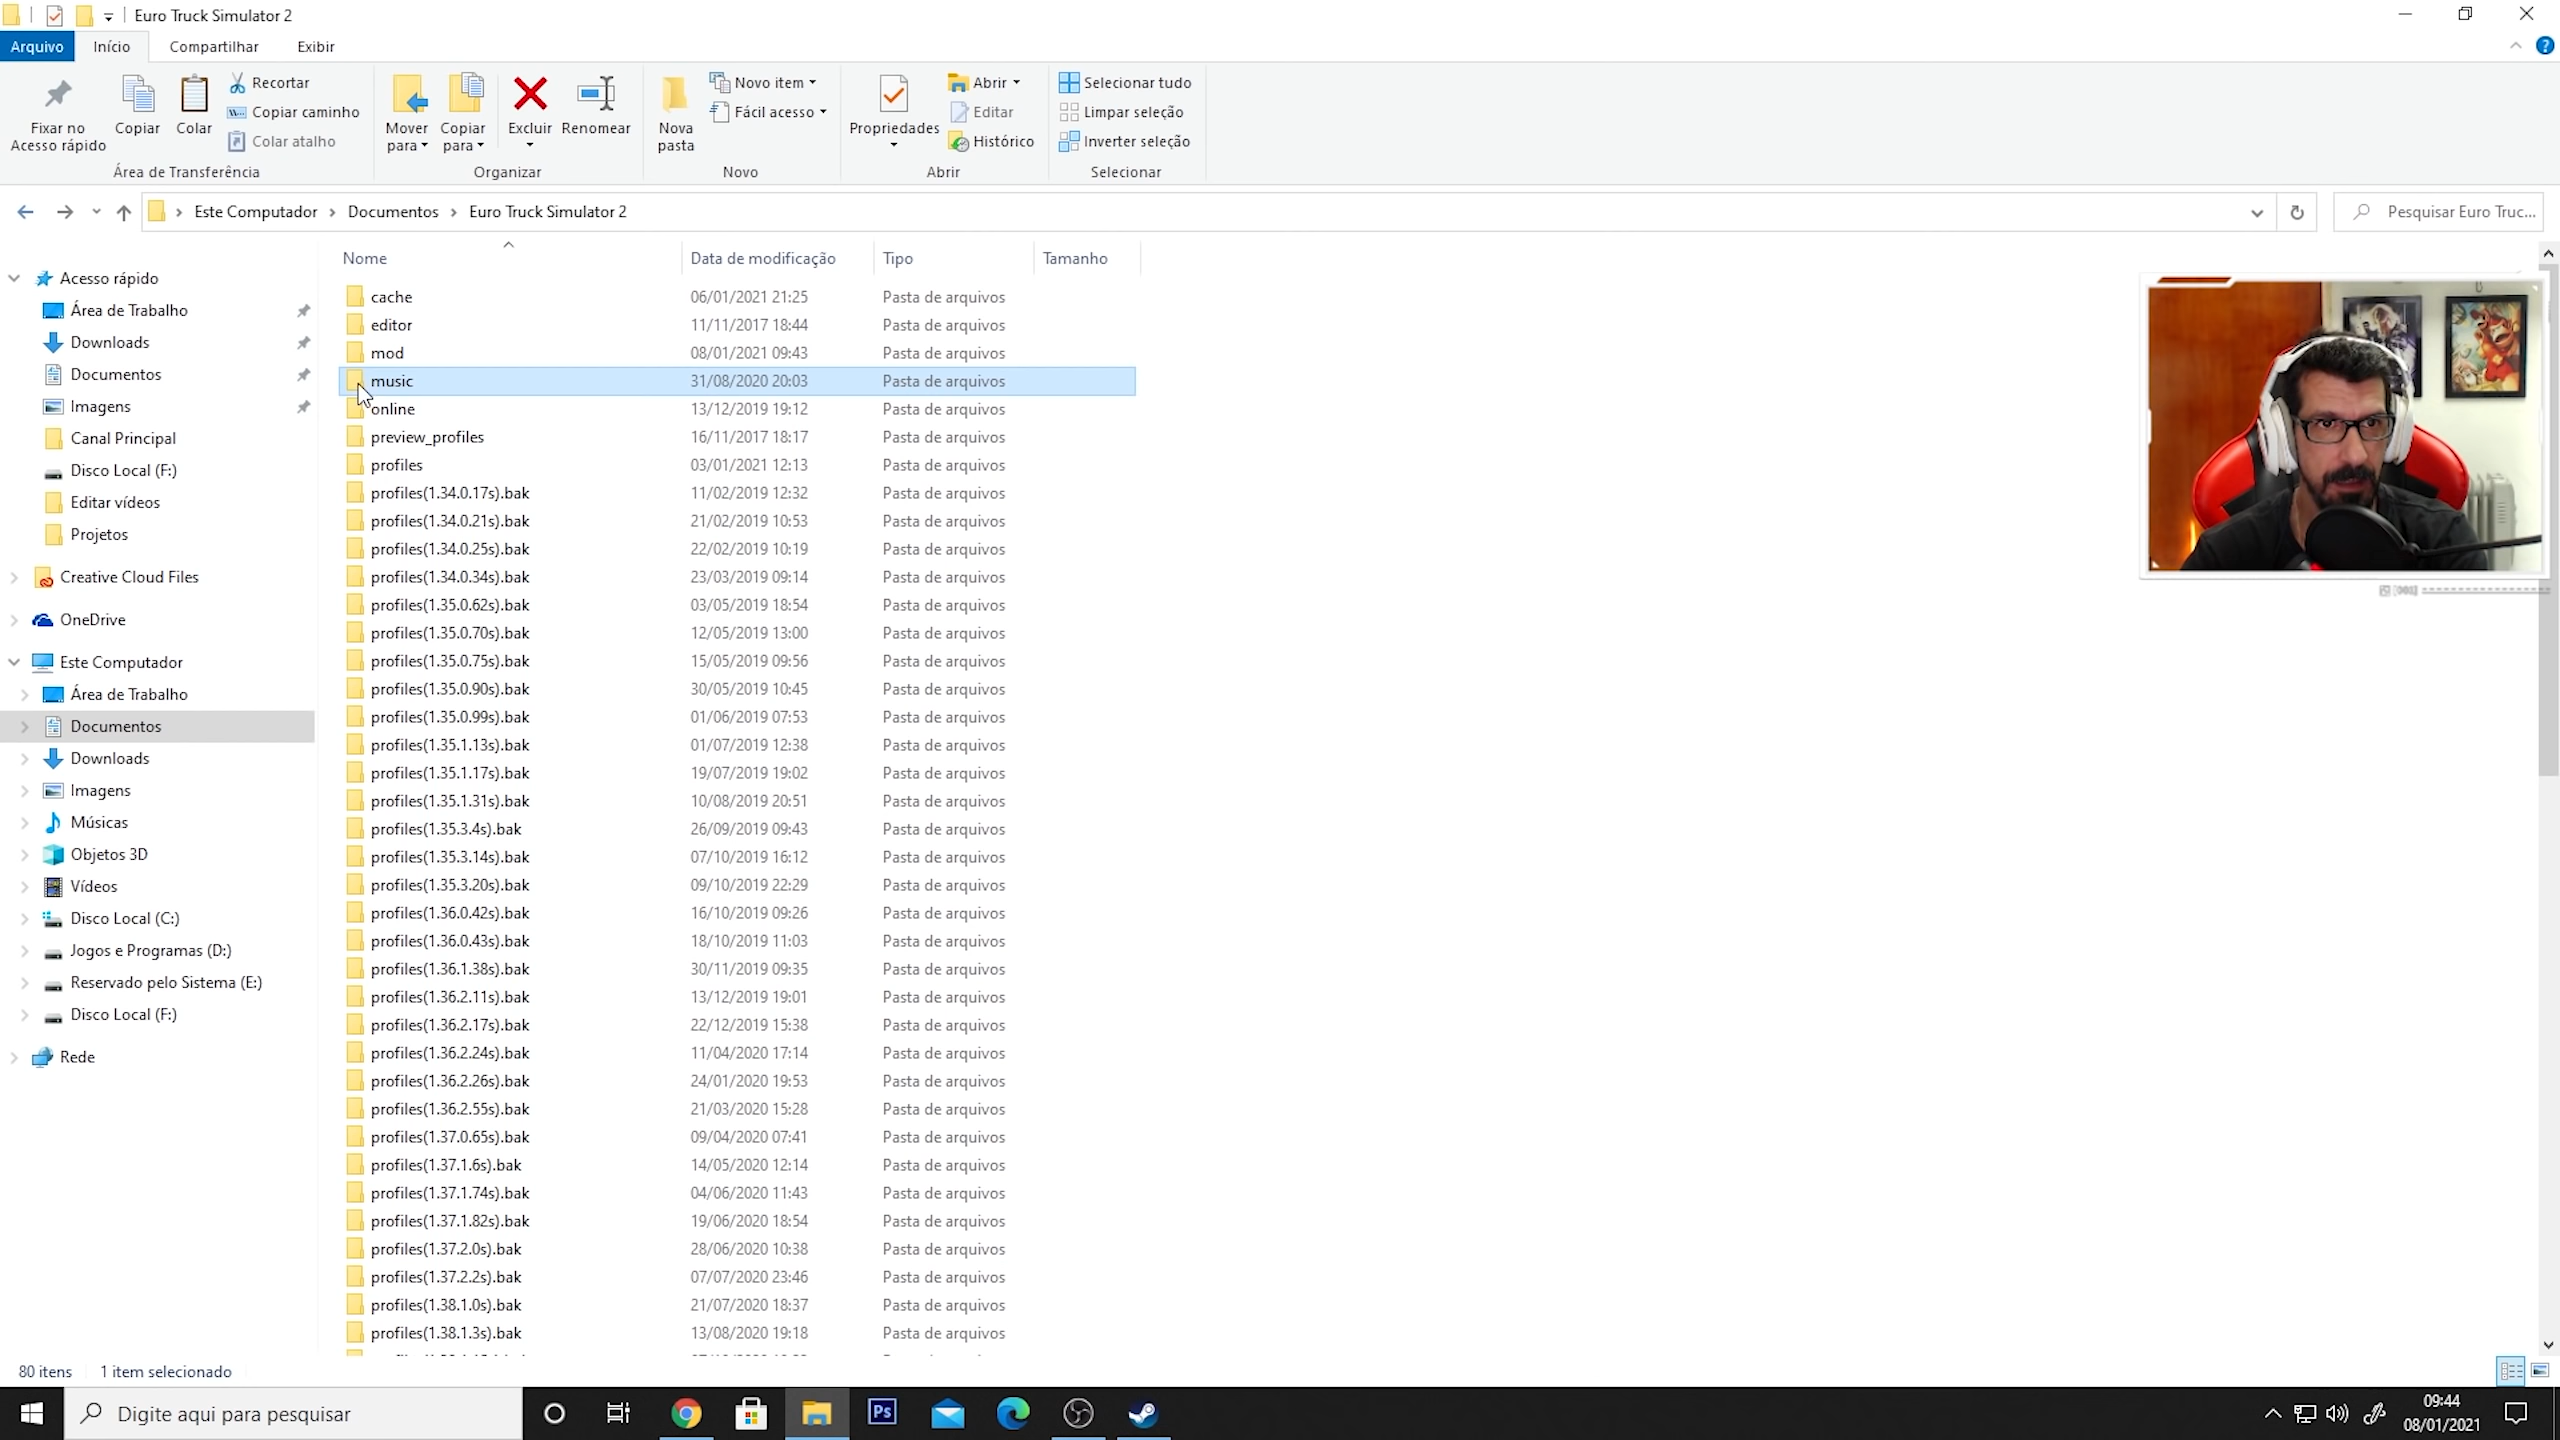 Euro Truck Simulator 2
Arquivo Início Compartilhar Exibir
Fixar no Acesso rápido
Copiar
Colar
Recortar
Copiar caminho
Colar atalho
Área de Transferência
Mover para
Copiar para
Excluir
Renomear
Organizar
Nova pasta
Novo item
Fácil acesso
Novo
Propriedades
Abrir
Editar
Histórico
Abrir
Selecionar tudo
Limpar seleção
Inverter seleção
Selecionar
Este Computador > Documentos > Euro Truck Simulator 2
Pesquisar Euro Truc...
Acesso rápido
Área de Trabalho
Downloads
Documentos
Imagens
Canal Principal
Disco Local (F:)
Editar vídeos
Projetos
Creative Cloud Files
OneDrive
Este Computador
Área de Trabalho
Documentos
Downloads
Imagens
Músicas
Objetos 3D
Vídeos
Disco Local (C:)
Jogos e Programas (D:)
Reservado pelo Sistema (E:)
Disco Local (F:)
Rede
Nome Data de modificação Tipo Tamanho
cache 06/01/2021 21:25 Pasta de arquivos
editor 11/11/2017 18:44 Pasta de arquivos
mod 08/01/2021 09:43 Pasta de arquivos
music 31/08/2020 20:03 Pasta de arquivos
online 13/12/2019 19:12 Pasta de arquivos
preview_profiles 16/11/2017 18:17 Pasta de arquivos
profiles 03/01/2021 12:13 Pasta de arquivos
profiles(1.34.0.17s).bak 11/02/2019 12:32 Pasta de arquivos
profiles(1.34.0.21s).bak 21/02/2019 10:53 Pasta de arquivos
profiles(1.34.0.25s).bak 22/02/2019 10:19 Pasta de arquivos
profiles(1.34.0.34s).bak 23/03/2019 09:14 Pasta de arquivos
profiles(1.35.0.62s).bak 03/05/2019 18:54 Pasta de arquivos
profiles(1.35.0.70s).bak 12/05/2019 13:00 Pasta de arquivos
profiles(1.35.0.75s).bak 15/05/2019 09:56 Pasta de arquivos
profiles(1.35.0.90s).bak 30/05/2019 10:45 Pasta de arquivos
profiles(1.35.0.99s).bak 01/06/2019 07:53 Pasta de arquivos
profiles(1.35.1.13s).bak 01/07/2019 12:38 Pasta de arquivos
profiles(1.35.1.17s).bak 19/07/2019 19:02 Pasta de arquivos
profiles(1.35.1.31s).bak 10/08/2019 20:51 Pasta de arquivos
profiles(1.35.3.4s).bak 26/09/2019 09:43 Pasta de arquivos
profiles(1.35.3.14s).bak 07/10/2019 16:12 Pasta de arquivos
profiles(1.35.3.20s).bak 09/10/2019 22:29 Pasta de arquivos
profiles(1.36.0.42s).bak 16/10/2019 09:26 Pasta de arquivos
profiles(1.36.0.43s).bak 18/10/2019 11:03 Pasta de arquivos
profiles(1.36.1.38s).bak 30/11/2019 09:35 Pasta de arquivos
profiles(1.36.2.11s).bak 13/12/2019 19:01 Pasta de arquivos
profiles(1.36.2.17s).bak 22/12/2019 15:38 Pasta de arquivos
profiles(1.36.2.24s).bak 11/04/2020 17:14 Pasta de arquivos
profiles(1.36.2.26s).bak 24/01/2020 19:53 Pasta de arquivos
profiles(1.36.2.55s).bak 21/03/2020 15:28 Pasta de arquivos
profiles(1.37.0.65s).bak 09/04/2020 07:41 Pasta de arquivos
profiles(1.37.1.6s).bak 14/05/2020 12:14 Pasta de arquivos
profiles(1.37.1.74s).bak 04/06/2020 11:43 Pasta de arquivos
profiles(1.37.1.82s).bak 19/06/2020 18:54 Pasta de arquivos
profiles(1.37.2.0s).bak 28/06/2020 10:38 Pasta de arquivos
profiles(1.37.2.2s).bak 07/07/2020 23:46 Pasta de arquivos
profiles(1.38.1.0s).bak 21/07/2020 18:37 Pasta de arquivos
profiles(1.38.1.3s).bak 13/08/2020 19:18 Pasta de arquivos
80 itens 1 item selecionado
Digite aqui para pesquisar
Ps
09:44
08/01/2021